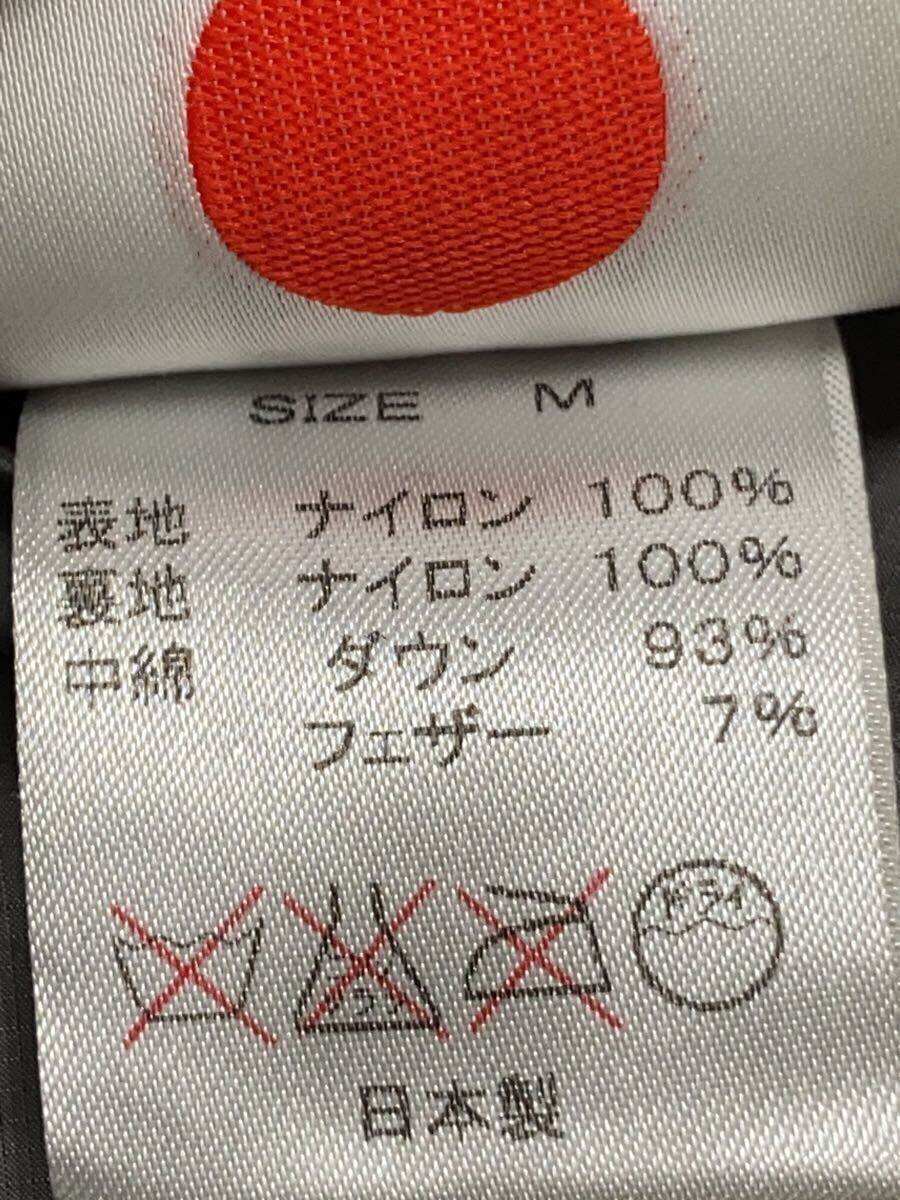 SIZE M
表地 ナイロン 100%
裏地 ナイロン 100%
中綿 ダウン 93%
フェザー 7%
ドライ
日本製